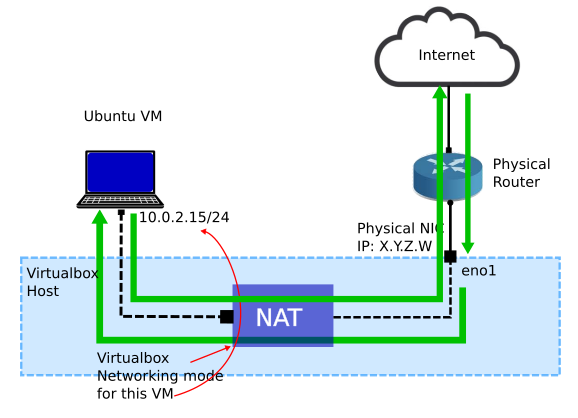 Internet
Ubuntu VM
Physical
Router
10.0.2.15/24
Physical NIC
IP: X.Y.Z.W
Virtualbox
Host
eno1
NAT
Virtualbox
Networking mode
for this VM